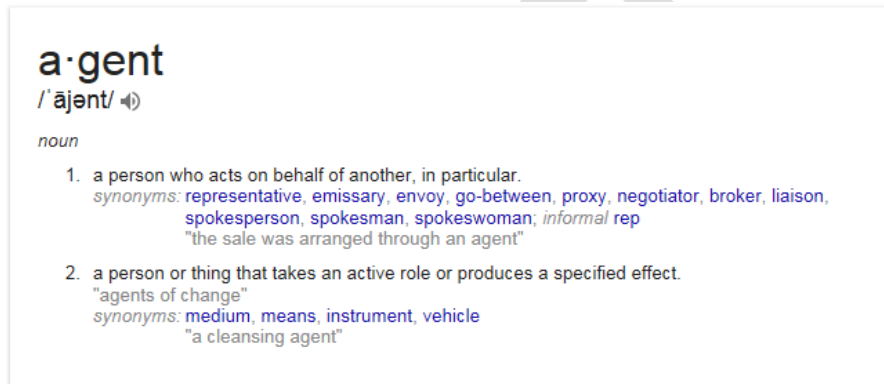 a·gent
/ˈājənt/
noun
1. a person who acts on behalf of another, in particular.
synonyms: representative, emissary, envoy, go-between, proxy, negotiator, broker, liaison,
spokesperson, spokesman, spokeswoman; informal rep
"the sale was arranged through an agent"
2. a person or thing that takes an active role or produces a specified effect.
"agents of change"
synonyms: medium, means, instrument, vehicle
"a cleansing agent"